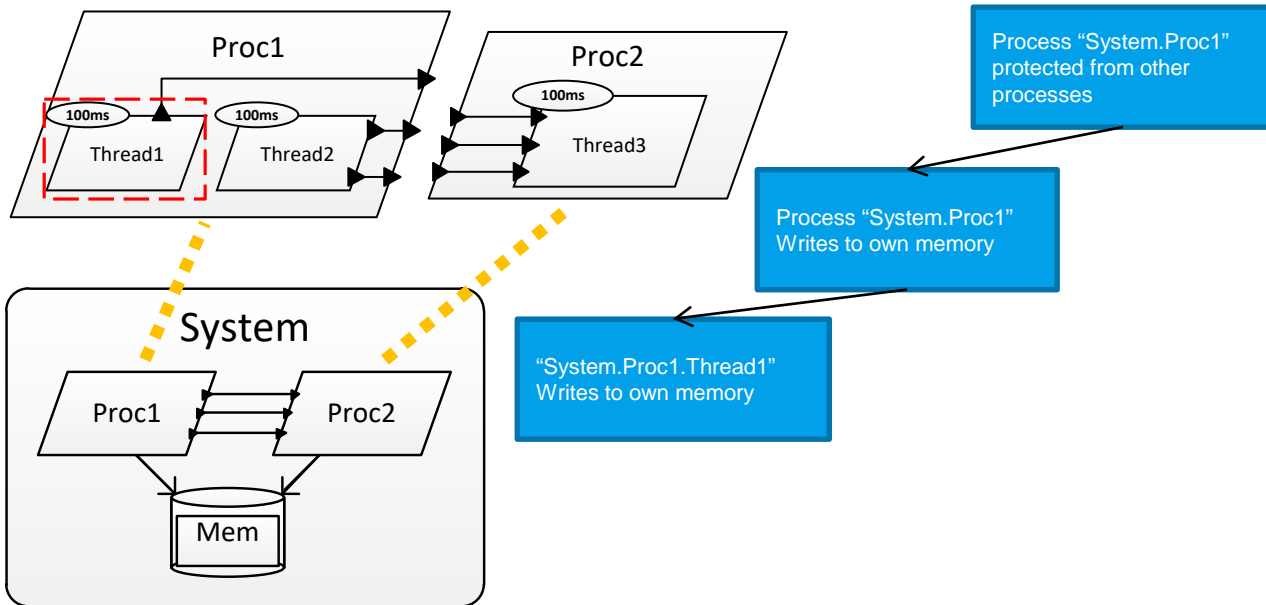 Proc1
100ms
Thread1
100ms
Thread2
Proc2
100ms
Thread3
Process “System.Proc1”
protected from other
processes
Process “System.Proc1”
Writes to own memory
“System.Proc1.Thread1”
Writes to own memory
System
Proc1
Proc2
Mem